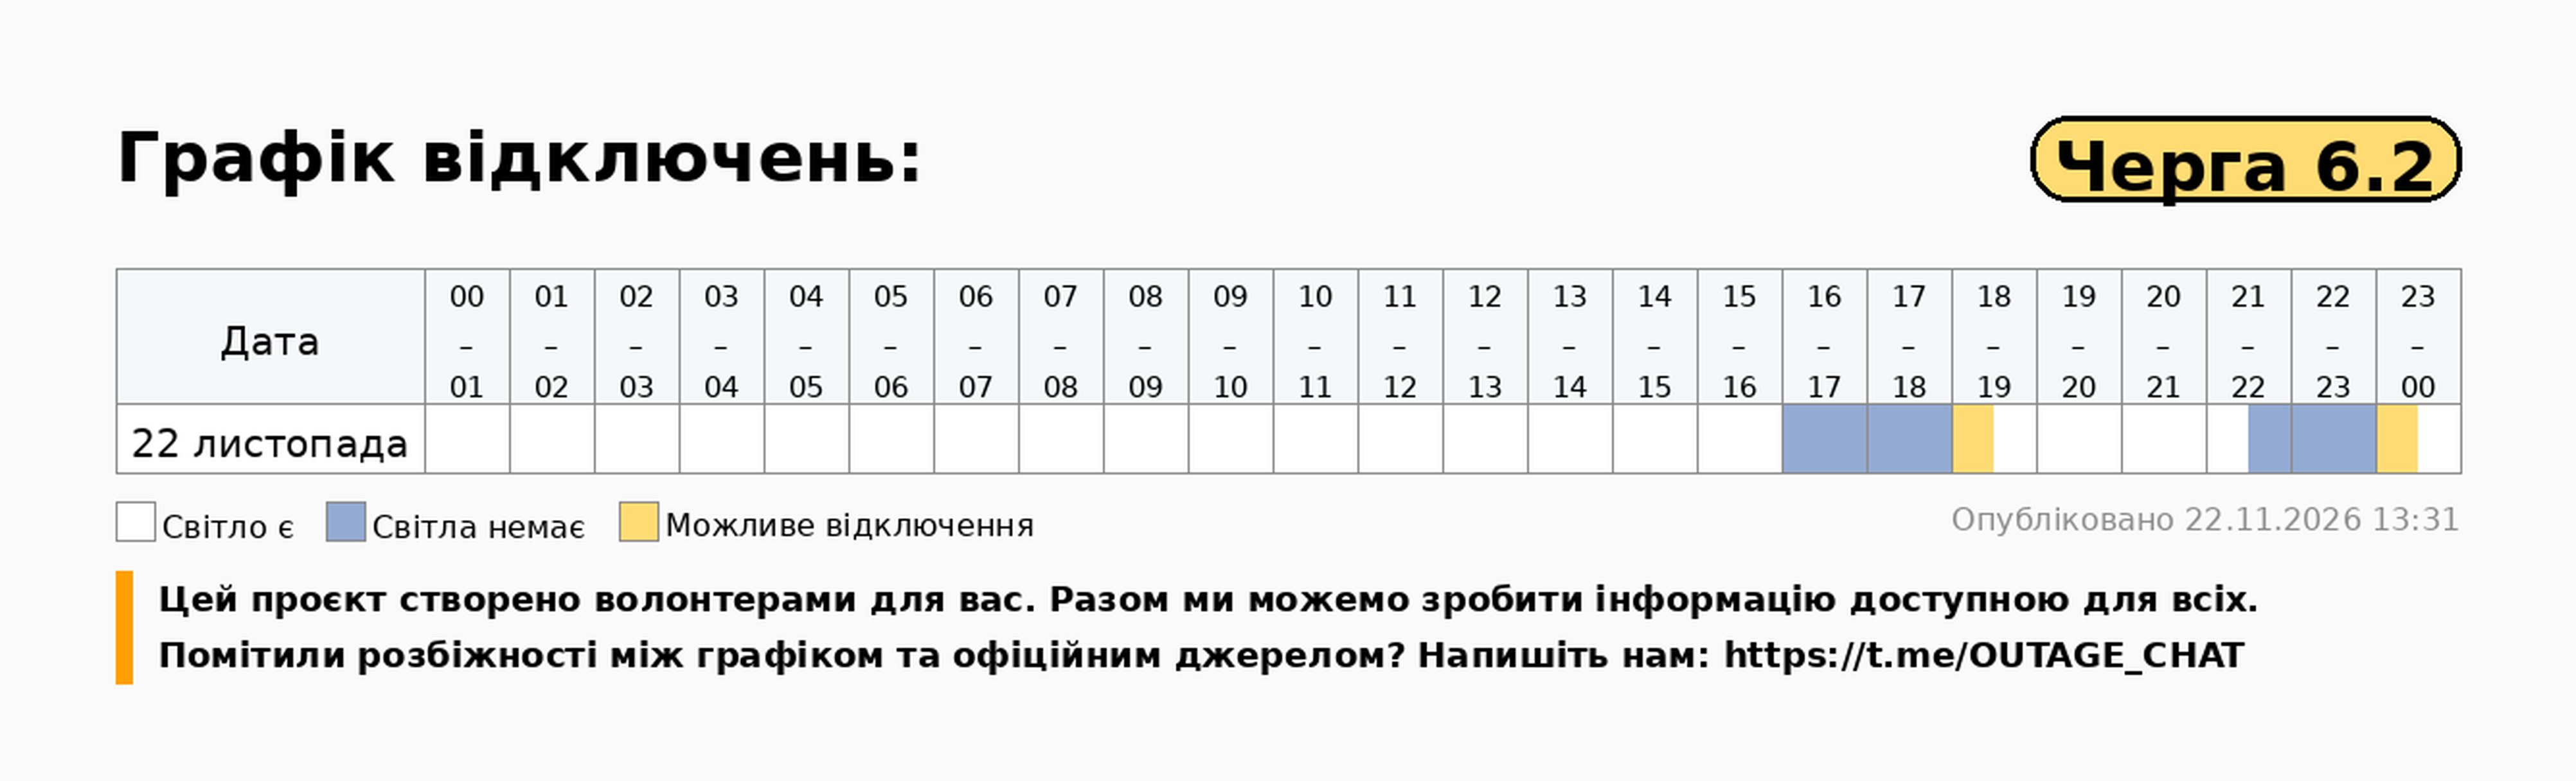 Графік відключень:
Черга 6.2
Дата 00 – 01 01 – 02 02 – 03 03 – 04 04 – 05 05 – 06 06 – 07 07 – 08 08 – 09 09 – 10 10 – 11 11 – 12 12 – 13 13 – 14 14 – 15 15 – 16 16 – 17 17 – 18 18 – 19 19 – 20 20 – 21 21 – 22 22 – 23 23 – 00
22 листопада
Світло є Світла немає Можливе відключення
Опубліковано 22.11.2026 13:31
Цей проєкт створено волонтерами для вас. Разом ми можемо зробити інформацію доступною для всіх.
Помітили розбіжності між графіком та офіційним джерелом? Напишіть нам: https://t.me/OUTAGE_CHAT